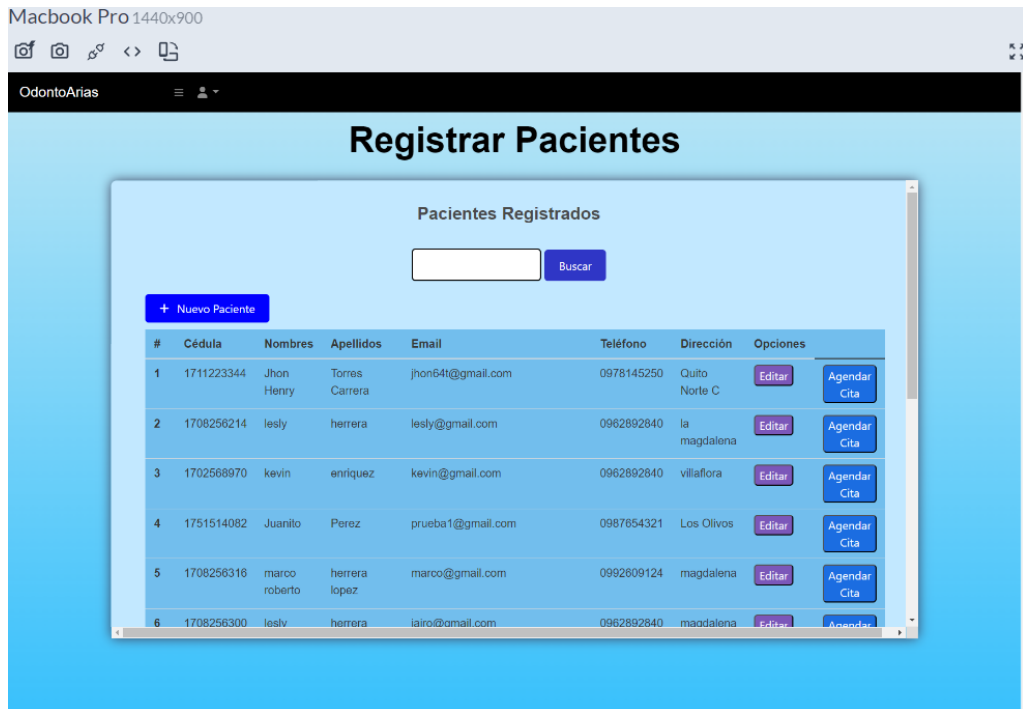 Macbook Pro 1440x900
OdontoArias
Registrar Pacientes
Pacientes Registrados
Buscar
+ Nuevo Paciente
# Cédula Nombres Apellidos Email Teléfono Dirección Opciones
1 1711223344 Jhon Henry Torres Carrera jhon64t@gmail.com 0978145250 Quito Norte C Editar Agendar Cita
2 1708256214 lesly herrera lesly@gmail.com 0962892840 la magdalena Editar Agendar Cita
3 1702568970 kevin enriquez kevin@gmail.com 0962892840 villaflora Editar Agendar Cita
4 1751514082 Juanito Perez prueba1@gmail.com 0987654321 Los Olivos Editar Agendar Cita
5 1708256316 marco roberto herrera lopez marco@gmail.com 0992609124 magdalena Editar Agendar Cita
6 1708256300 lesly herrera jairo@gmail.com 0962892840 magdalena Editar Agendar